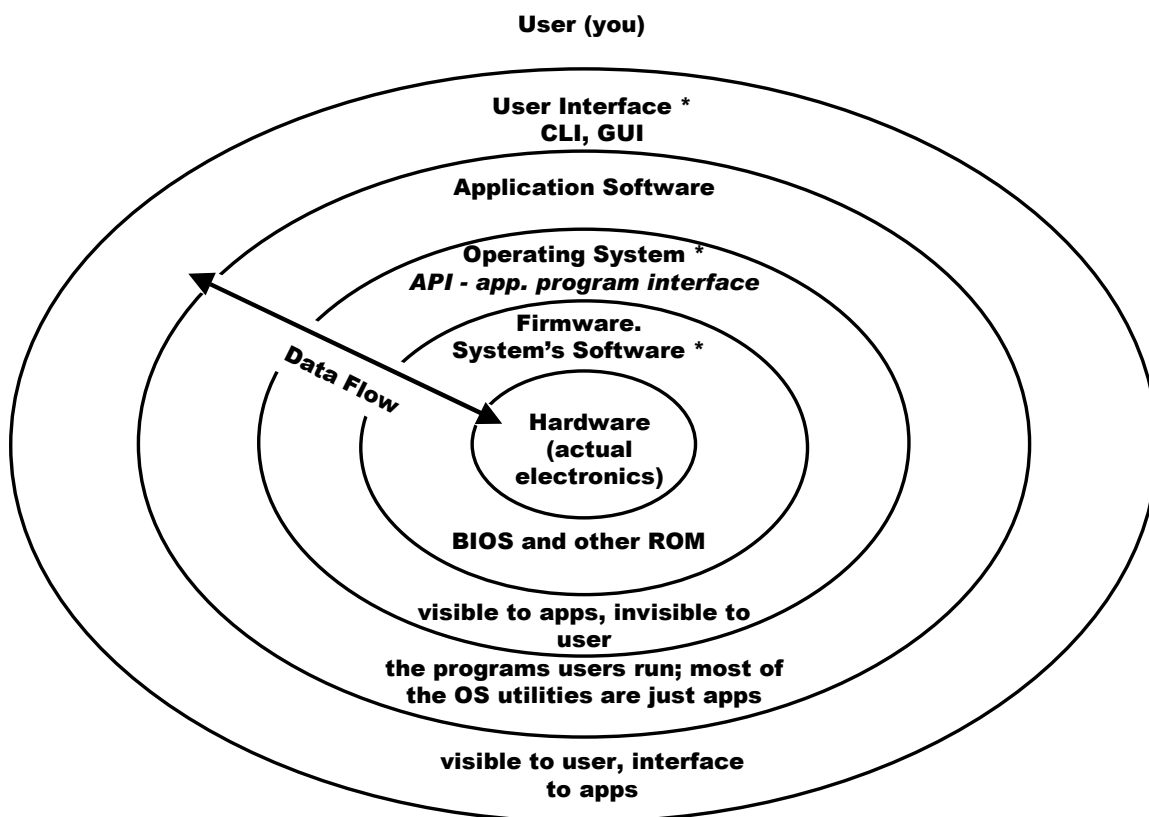 User (you)
User Interface *
CLI, GUI
Application Software
Operating System *
API - app. program interface
Firmware.
System's Software *
Data Flow
Hardware
(actual
electronics)
BIOS and other ROM
visible to apps, invisible to
user
the programs users run; most of
the OS utilities are just apps
visible to user, interface
to apps